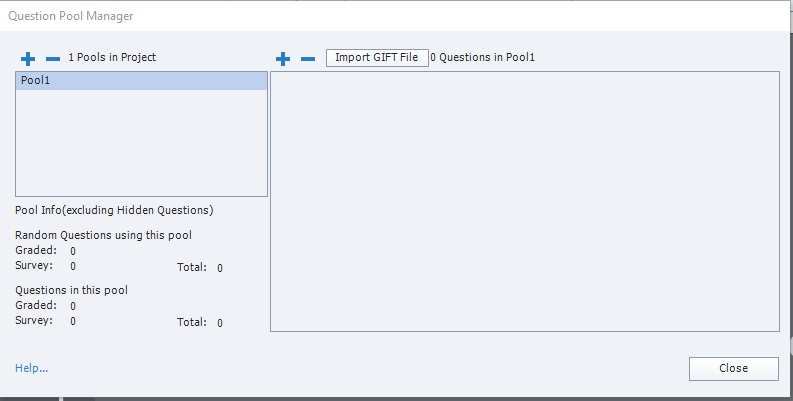 Question Pool Manager
1 Pools in Project
Import GIFT File 0 Questions in Pool1
Pool1
Pool Info(excluding Hidden Questions)
Random Questions using this pool
Graded: 0
Survey: 0 Total: 0
Questions in this pool
Graded: 0
Survey: 0 Total: 0
Help...
Close